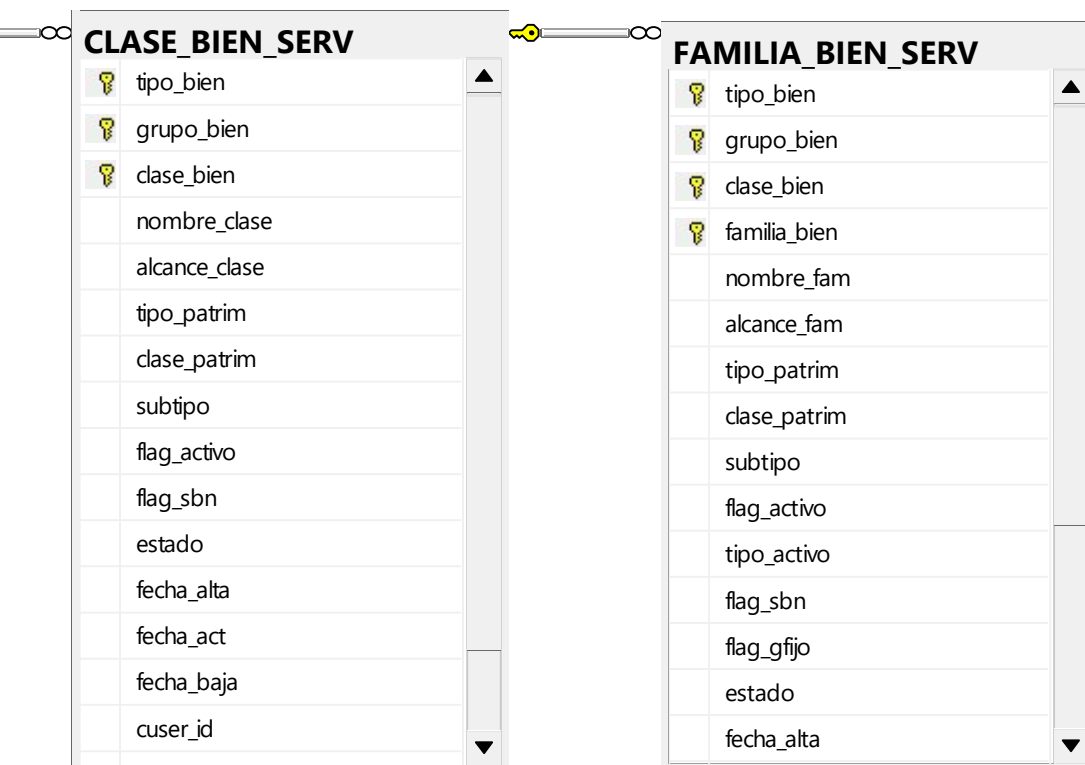 CLASE_BIEN_SERV
tipo_bien
grupo_bien
clase_bien
nombre_clase
alcance_clase
tipo_patrim
clase_patrim
subtipo
flag_activo
flag_sbn
estado
fecha_alta
fecha_act
fecha_baja
cuser_id
FAMILIA_BIEN_SERV
tipo_bien
grupo_bien
clase_bien
familia_bien
nombre_fam
alcance_fam
tipo_patrim
clase_patrim
subtipo
flag_activo
tipo_activo
flag_sbn
flag_gfijo
estado
fecha_alta